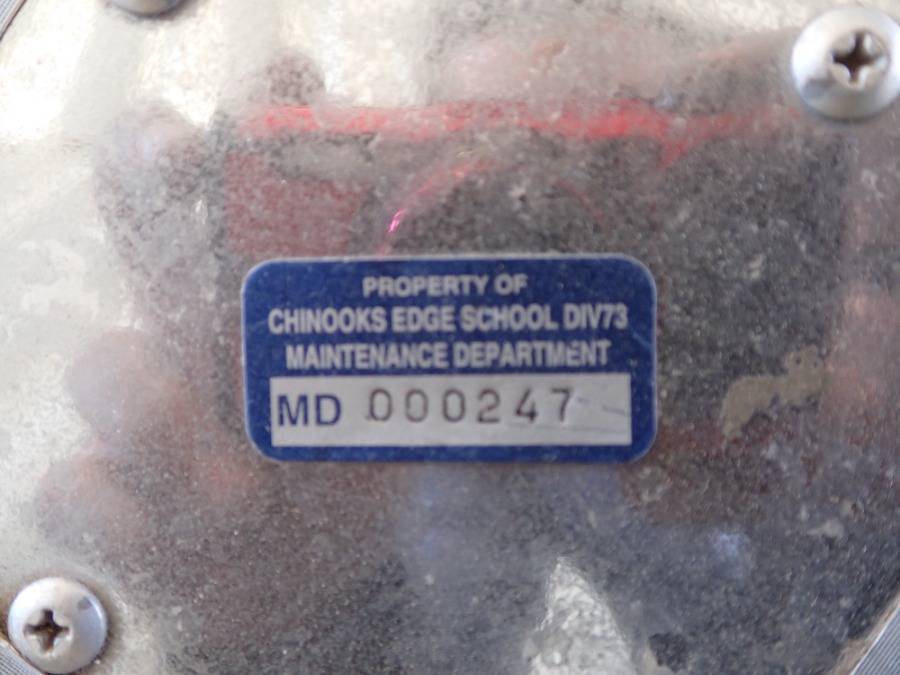 PROPERTY OF
CHINOOKS EDGE SCHOOL DIV73
MAINTENANCE DEPARTMENT
MD 000247